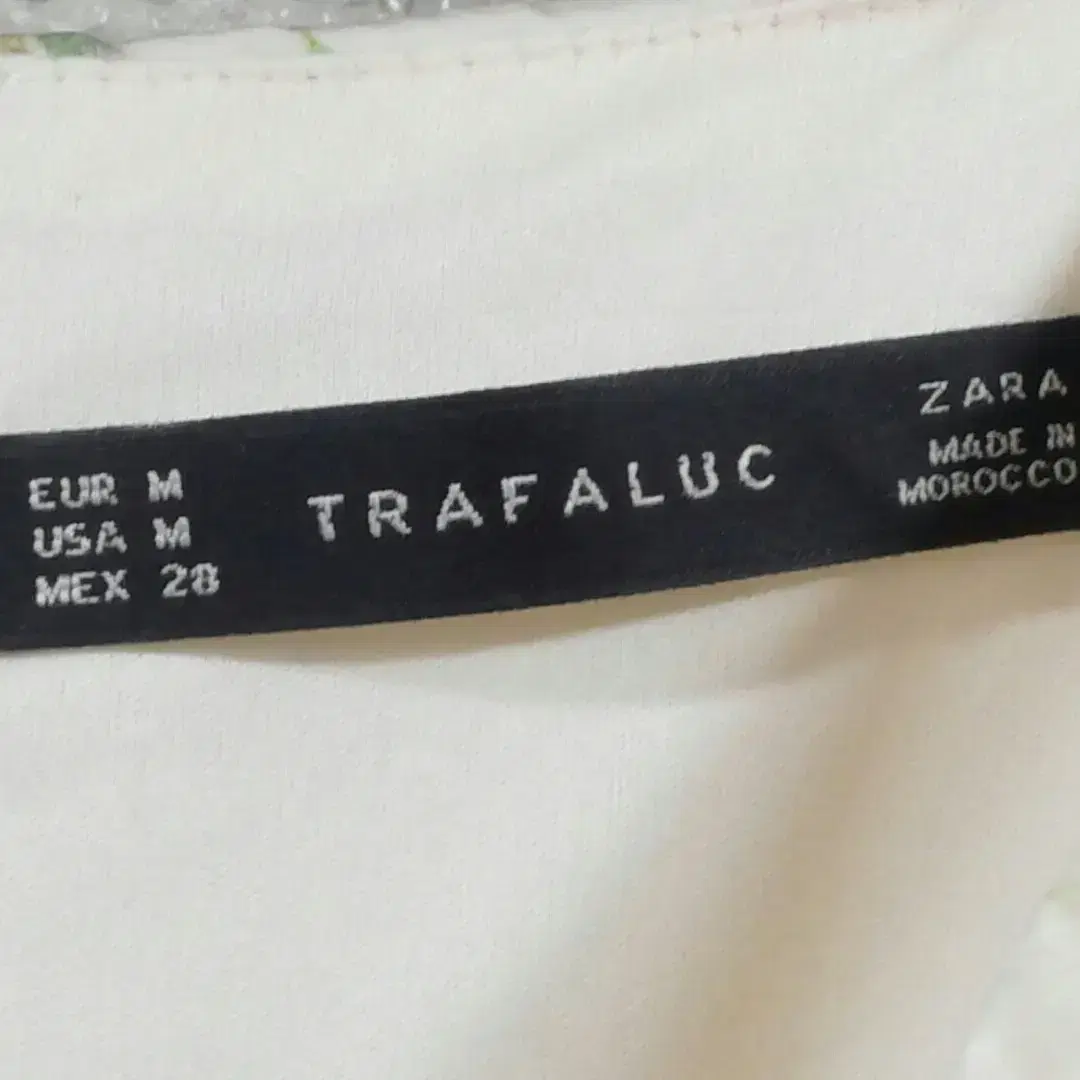 EUR M
USA M
MEX 28
TRAFALUC
ZARA
MADE IN
MOROCCO